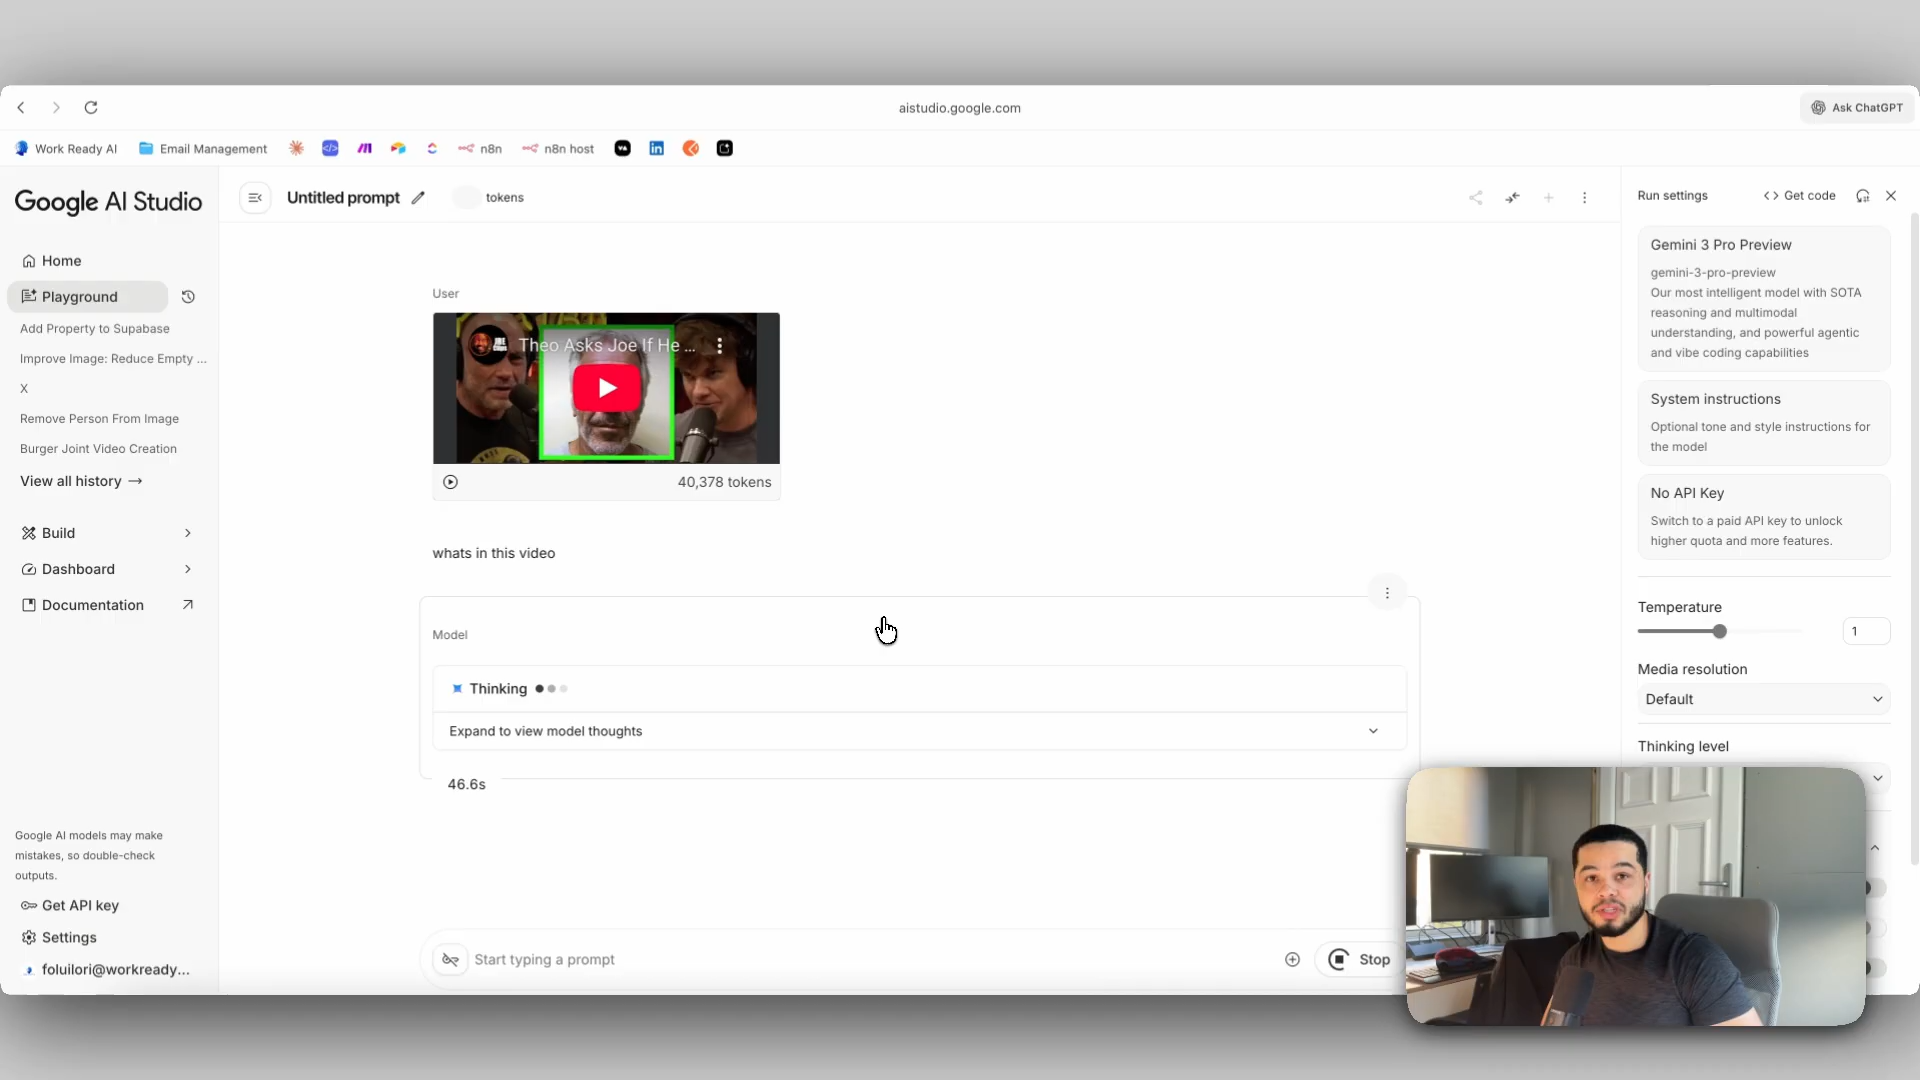 aistudio.google.com
Ask ChatGPT
Work Ready AI
Email Management
n8n
n8n host
Google AI Studio
Home
Playground
Add Property to Supabase
Improve Image: Reduce Empty ...
X
Remove Person From Image
Burger Joint Video Creation
View all history →
Build
Dashboard
Documentation
Google AI models may make
mistakes, so double-check
outputs.
Get API key
Settings
foluilori@workready...
Untitled prompt
tokens
User
Theo Asks Joe If He ...
40,378 tokens
whats in this video
Model
Thinking
Expand to view model thoughts
46.6s
Start typing a prompt
Stop
Run settings
<> Get code
Gemini 3 Pro Preview
gemini-3-pro-preview
Our most intelligent model with SOTA
reasoning and multimodal
understanding, and powerful agentic
and vibe coding capabilities
System instructions
Optional tone and style instructions for
the model
No API Key
Switch to a paid API key to unlock
higher quota and more features.
Temperature
1
Media resolution
Default
Thinking level